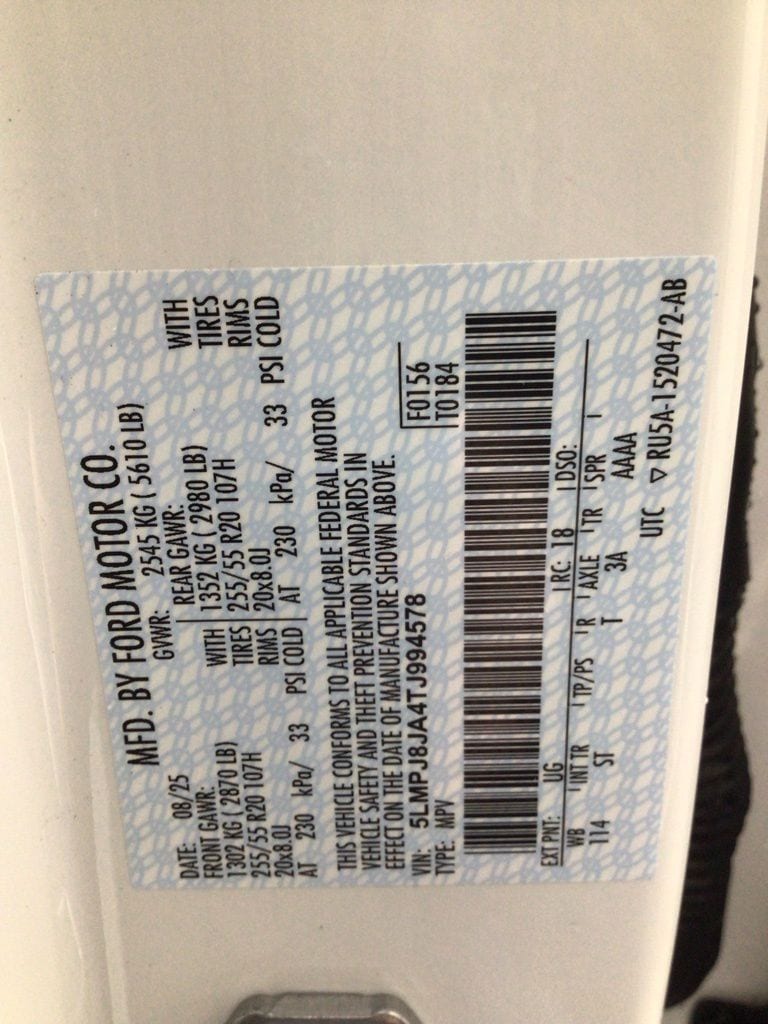 MFD. BY FORD MOTOR CO.
DATE: 08/25 GVWR: 2545 KG ( 5610 LB)
FRONT GAWR: REAR GAWR:
1302 KG ( 2870 LB) WITH 1352 KG ( 2980 LB) WITH
255/55 R20 107H TIRES 255/55 R20 107H TIRES
20x8.0J RIMS 20x8.0J RIMS
AT 230 kPa/ 33 PSI COLD AT 230 kPa/ 33 PSI COLD
THIS VEHICLE CONFORMS TO ALL APPLICABLE FEDERAL MOTOR
VEHICLE SAFETY AND THEFT PREVENTION STANDARDS IN
EFFECT ON THE DATE OF MANUFACTURE SHOWN ABOVE.
VIN: 5LMPJ8JA4TJ994578 F0156
TYPE: MPV T0184
EXT PNT: UG RC: 18 DSO:
WB INT TR TP/PS R AXLE TR SPR
114 ST T 3A AAAA
UTC ▽ RU5A-1520472-AB